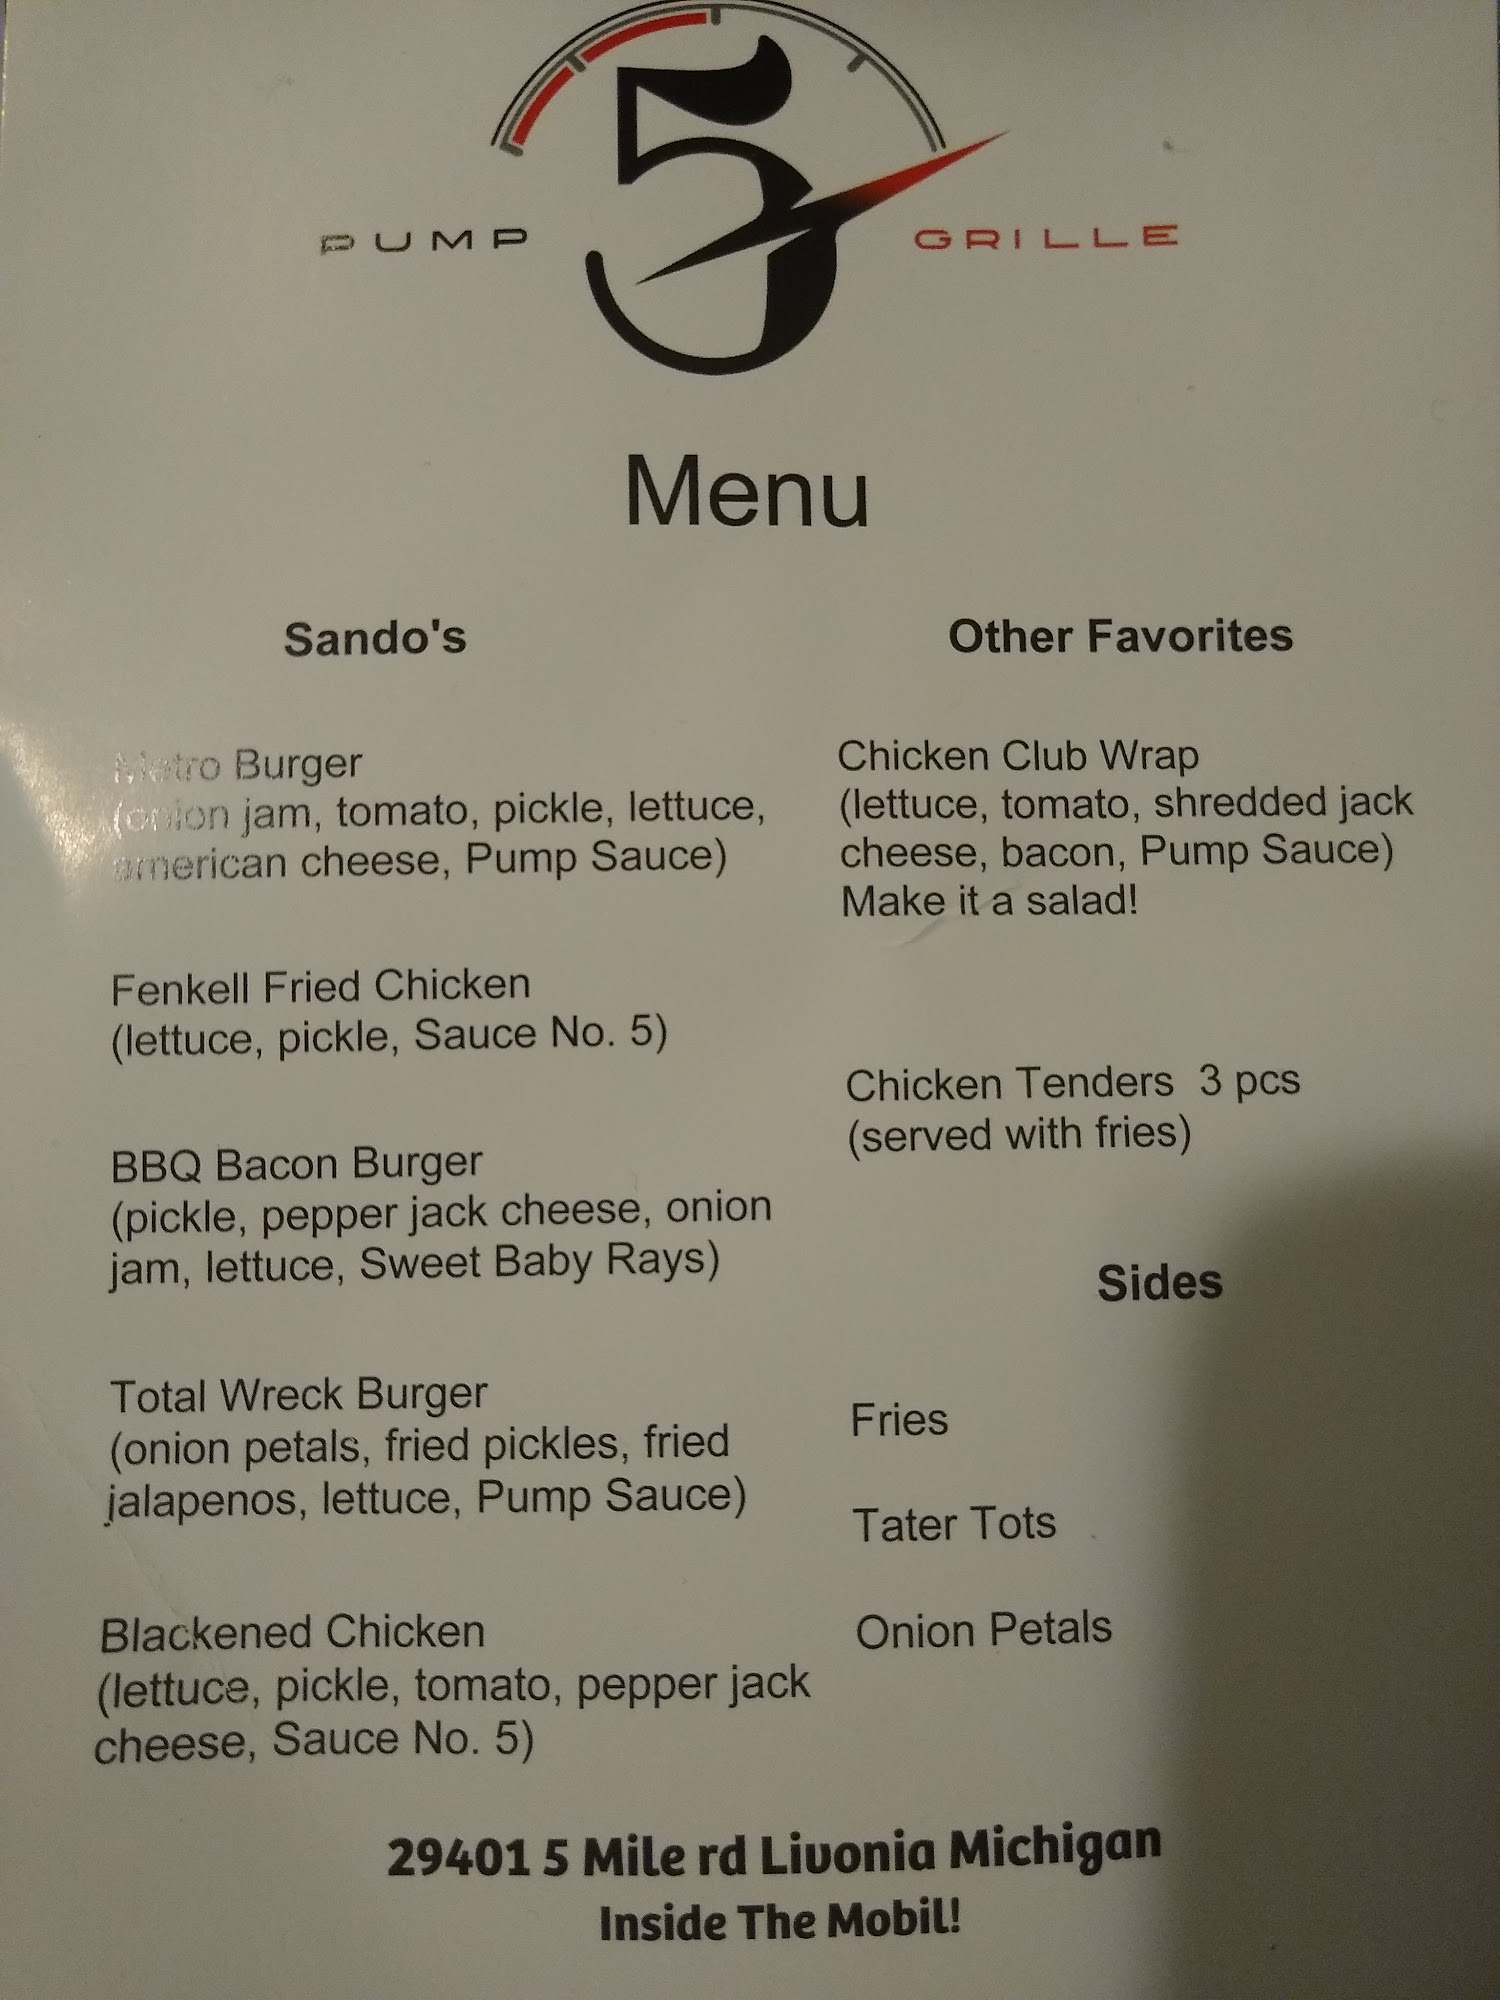 PUMP 5 GRILLE
Menu
Sando's
Metro Burger
(onion jam, tomato, pickle, lettuce,
american cheese, Pump Sauce)
Fenkell Fried Chicken
(lettuce, pickle, Sauce No. 5)
BBQ Bacon Burger
(pickle, pepper jack cheese, onion
jam, lettuce, Sweet Baby Rays)
Total Wreck Burger
(onion petals, fried pickles, fried
jalapenos, lettuce, Pump Sauce)
Blackened Chicken
(lettuce, pickle, tomato, pepper jack
cheese, Sauce No. 5)
Other Favorites
Chicken Club Wrap
(lettuce, tomato, shredded jack
cheese, bacon, Pump Sauce)
Make it a salad!
Chicken Tenders 3 pcs
(served with fries)
Sides
Fries
Tater Tots
Onion Petals
29401 5 Mile rd Livonia Michigan
Inside The Mobil!